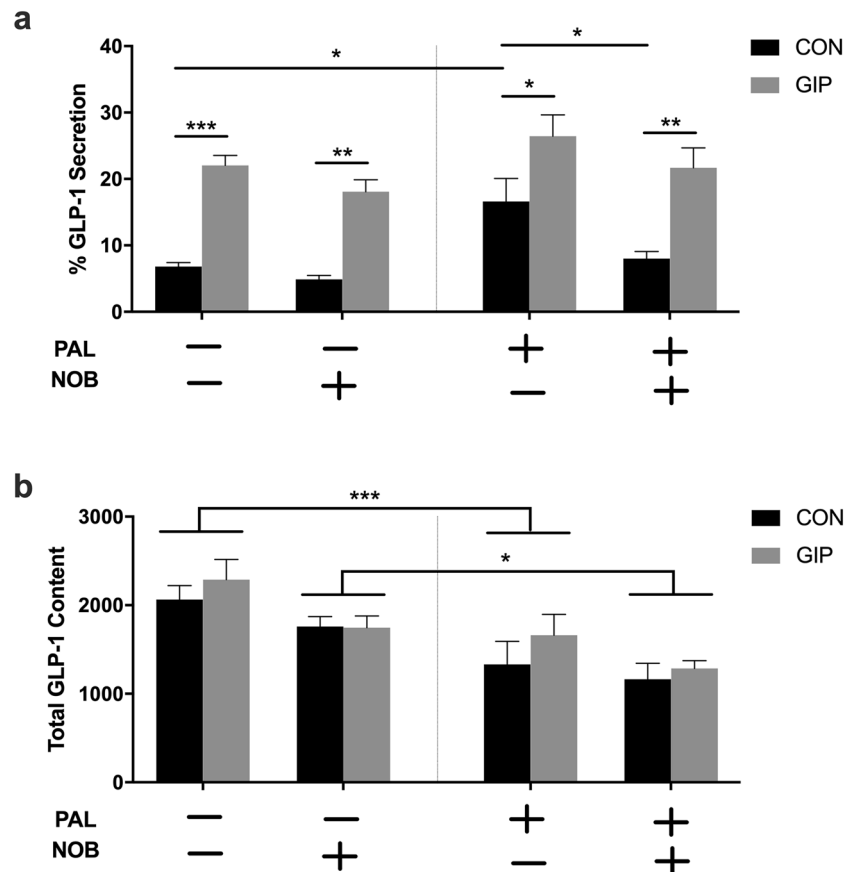 a
% GLP-1 Secretion
40
30
20
10
0
*
*
***
**
*
**
CON
GIP
PAL — — + +
NOB — + — +
b
Total GLP-1 Content
3000
2000
1000
0
***
*
CON
GIP
PAL — — + +
NOB — + — +